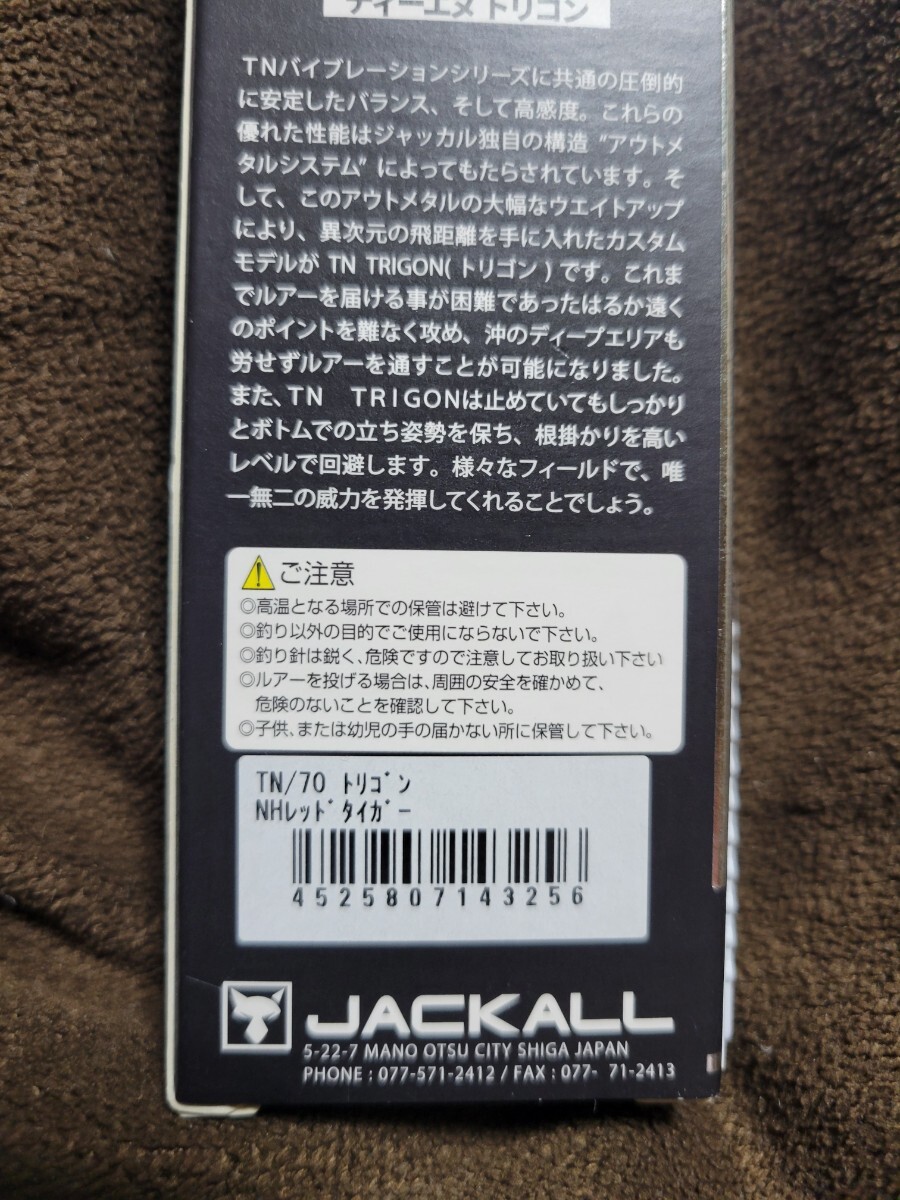 ティーエヌ トリゴン
TNバイブレーションシリーズに共通の圧倒的
に安定したバランス、そして高感度。これらの
優れた性能はジャッカル独自の構造 "アウトメ
タルシステム" によってもたらされています。そ
して、このアウトメタルの大幅なウエイトアップ
により、異次元の飛距離を手に入れたカスタム
モデルが TN TRIGON( トリゴン ) です。これま
でルアーを届ける事が困難であったはるか遠く
のポイントを難なく攻め、沖のディープエリアも
労せずルアーを通すことが可能になりました。
また、TN TRIGONは止めていてもしっかり
とボトムでの立ち姿勢を保ち、根掛かりを高い
レベルで回避します。様々なフィールドで、唯
一無二の威力を発揮してくれることでしょう。
ご注意
◎高温となる場所での保管は避けて下さい。
◎釣り以外の目的でご使用にならないで下さい。
◎釣り針は鋭く、危険ですので注意してお取り扱い下さい
◎ルアーを投げる場合は、周囲の安全を確かめて、
危険のないことを確認して下さい。
◎子供、または幼児の手の届かない所に保管して下さい。
TN/70 ﾄﾘｺﾞﾝ
NHﾚｯﾄﾞﾀｲｶﾞｰ
4525807143256
JACKALL
5-22-7 MANO OTSU CITY SHIGA JAPAN
PHONE : 077-571-2412 / FAX : 077- 71-2413